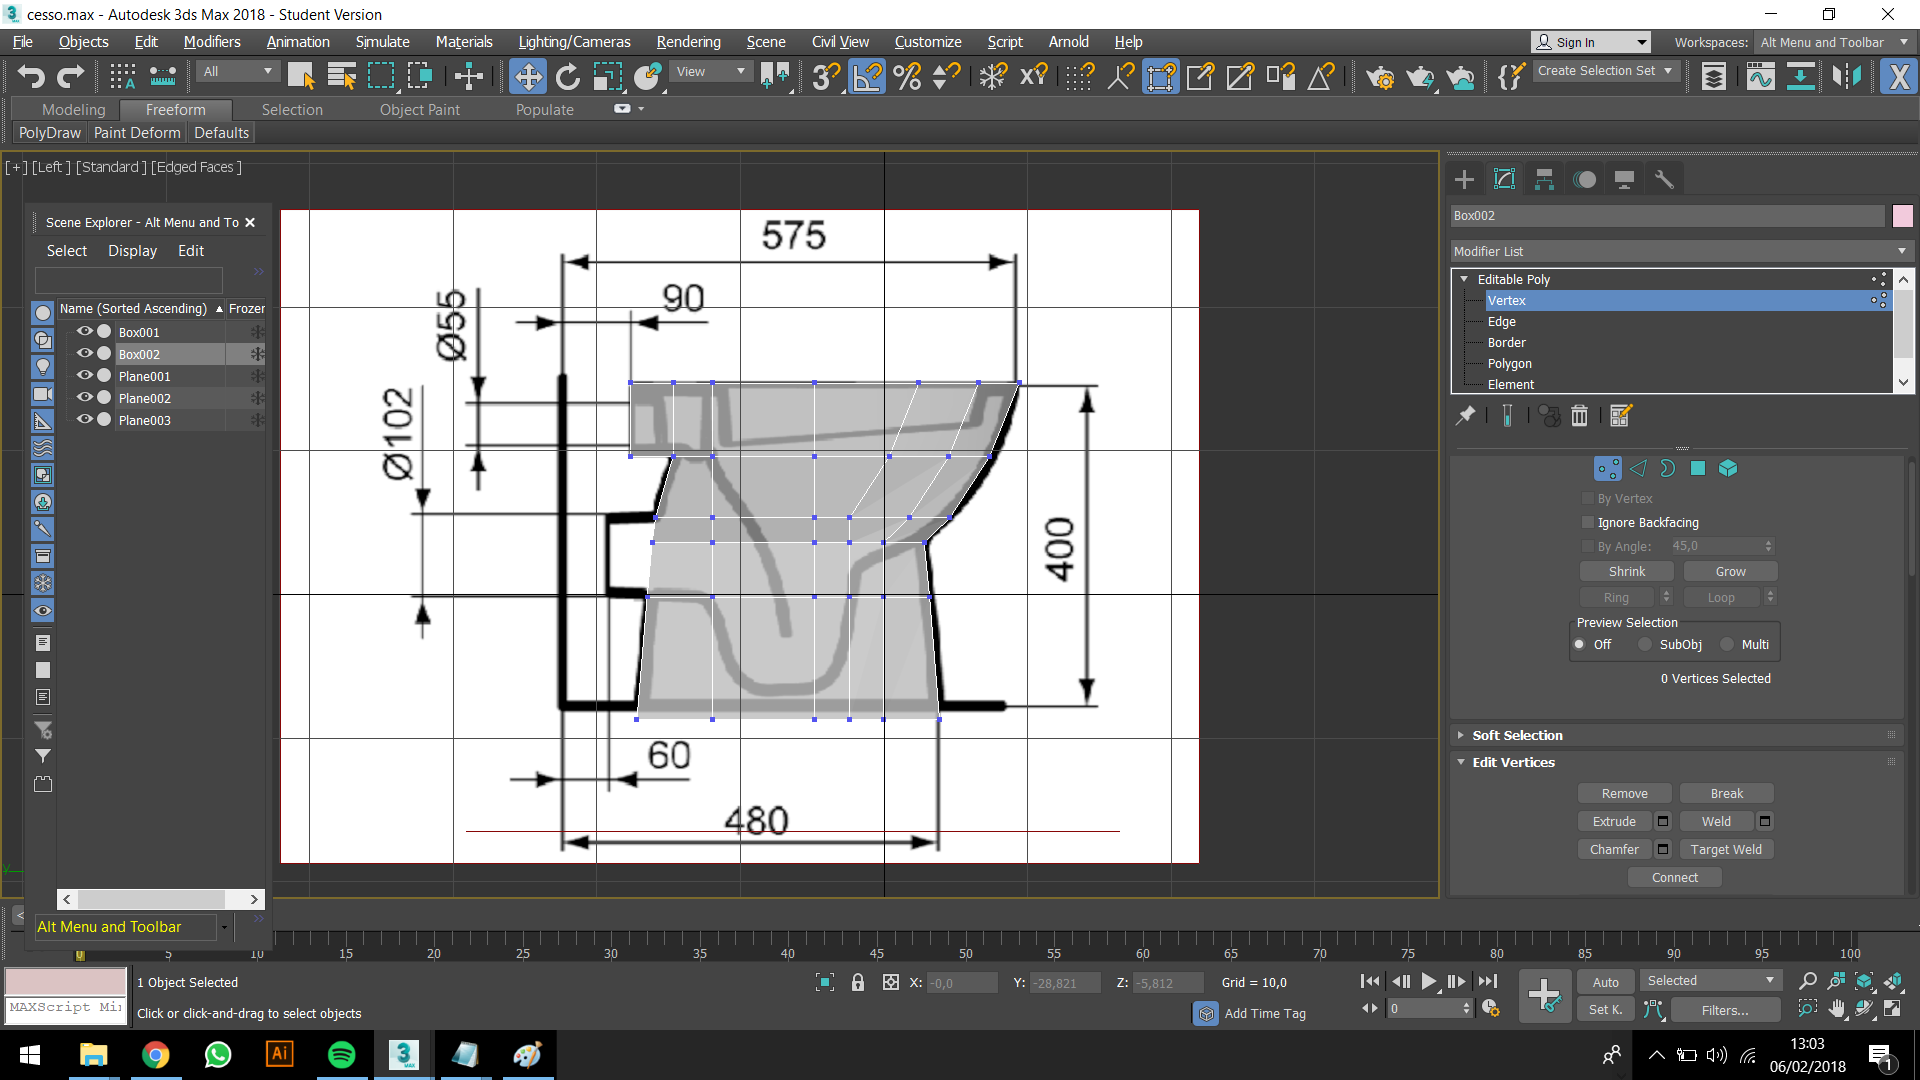 cesso.max - Autodesk 3ds Max 2018 - Student Version
File Objects Edit Modifiers Animation Simulate Materials Lighting/Cameras Rendering Scene Civil View Customize Script Arnold Help
Sign In
Workspaces: Alt Menu and Toolbar
All
View
Create Selection Set
Modeling Freeform Selection Object Paint Populate
PolyDraw Paint Deform Defaults
[+] [Left ] [Standard ] [Edged Faces ]
Scene Explorer - Alt Menu and To
Select Display Edit
Name (Sorted Ascending) Frozen
Box001
Box002
Plane001
Plane002
Plane003
Alt Menu and Toolbar
575
90
Ø55
Ø102
400
60
480
Box002
Modifier List
Editable Poly
Vertex
Edge
Border
Polygon
Element
By Vertex
Ignore Backfacing
By Angle: 45,0
Shrink Grow
Ring Loop
Preview Selection
Off SubObj Multi
0 Vertices Selected
Soft Selection
Edit Vertices
Remove Break
Extrude Weld
Chamfer Target Weld
Connect
0 5 10 15 20 25 30 35 40 45 50 55 60 65 70 75 80 85 90 95 100
1 Object Selected
X: -0,0 Y: -28,821 Z: -5,812 Grid = 10,0
Auto Selected
MAXScript Mi
Click or click-and-drag to select objects
Add Time Tag
0
Set K. Filters...
13:03
06/02/2018
1